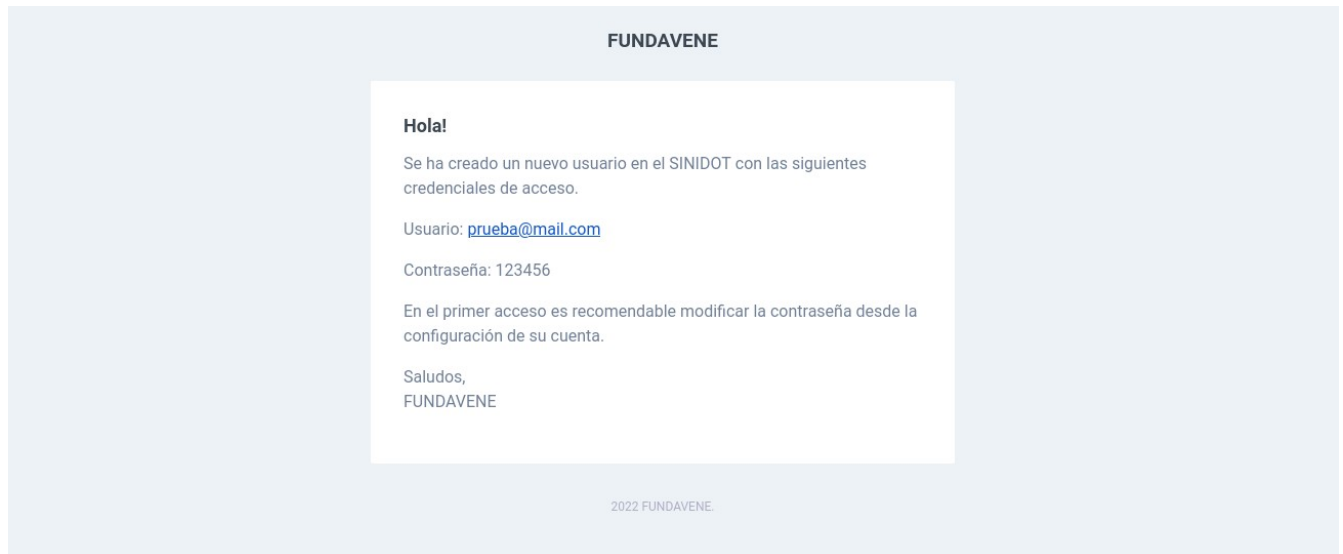 FUNDAVENE
Hola!
Se ha creado un nuevo usuario en el SINIDOT con las siguientes
credenciales de acceso.
Usuario: prueba@mail.com
Contraseña: 123456
En el primer acceso es recomendable modificar la contraseña desde la
configuración de su cuenta.
Saludos,
FUNDAVENE
2022 FUNDAVENE.